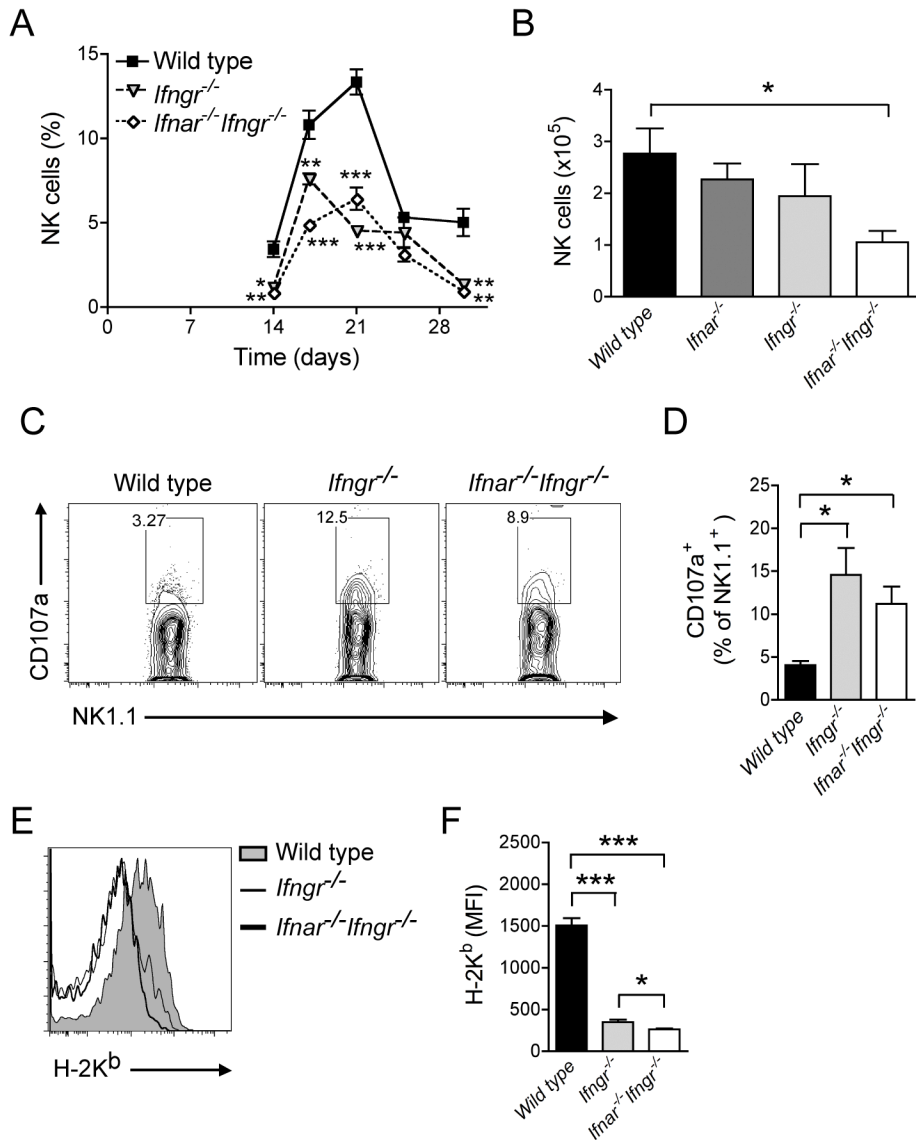 A
15
10
5
0
NK cells (%)
Wild type
Ifngr-/-
Ifnar-/-Ifngr-/-
**
***
***
***
*
**
**
**
0 7 14 21 28
Time (days)
B
4
3
2
1
0
NK cells (x10⁵)
*
Wild type
Ifnar-/-
Ifngr-/-
Ifnar-/-Ifngr-/-
C
Wild type Ifngr-/- Ifnar-/-Ifngr-/-
3.27 12.5 8.9
CD107a
NK1.1
D
25
20
15
10
5
0
CD107a+
(% of NK1.1+)
*
*
Wild type
Ifngr-/-
Ifnar-/-Ifngr-/-
E
Wild type
Ifngr-/-
Ifnar-/-Ifngr-/-
H-2Kb
F
2500
2000
1500
1000
500
0
H-2Kb (MFI)
***
***
*
Wild type
Ifngr-/-
Ifnar-/-Ifngr-/-